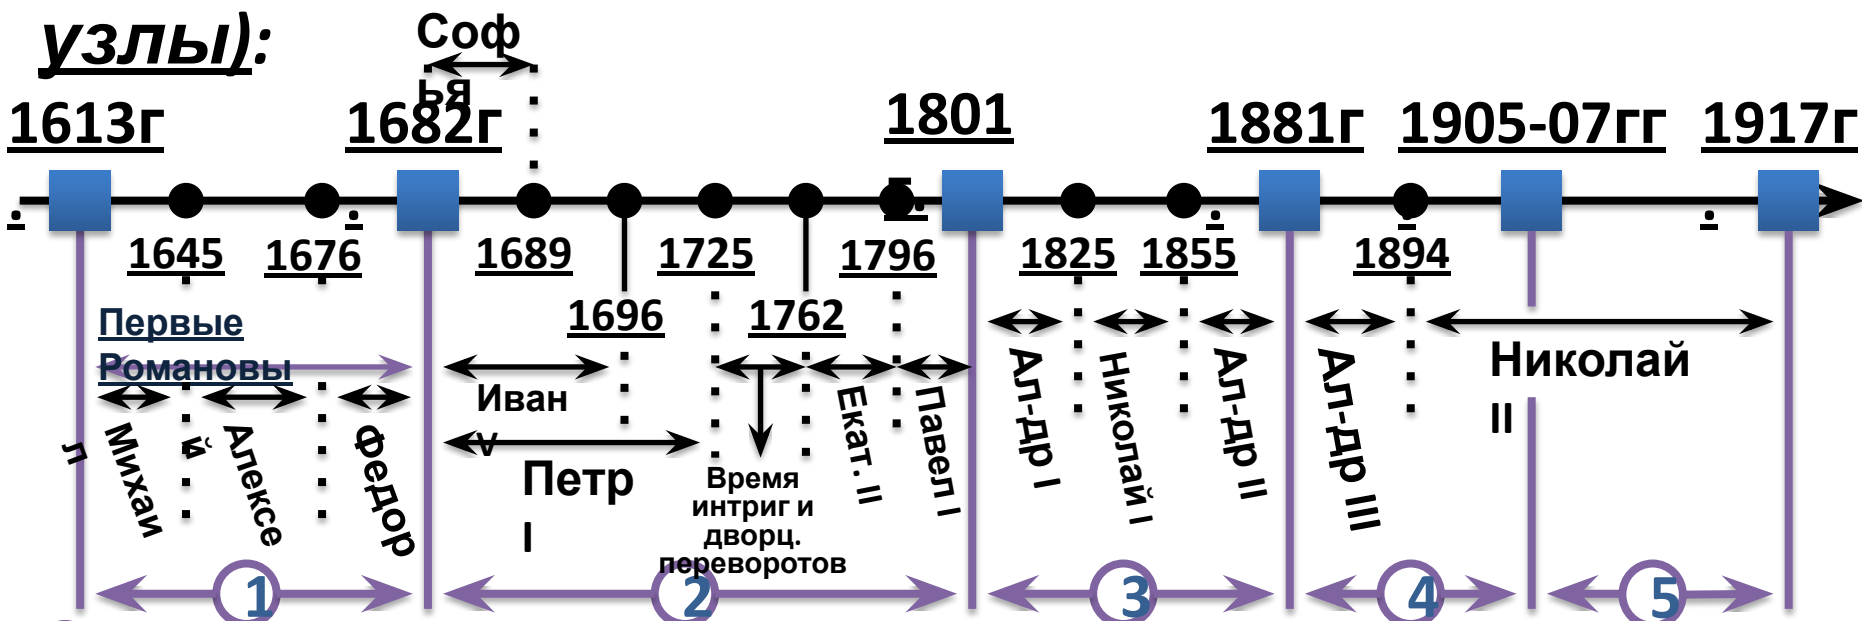 узлы):
Соф
ья
1613г
.
1682г
.
1801
г.
1881г
.
1905-07гг
.
1917г
.
1645
1676
1689
1725
1796
1825
1855
1894
1696
1762
Первые
Романовы
Михаи
л
Алексе
й
Федор
Иван
V
Петр
I
Время
интриг и
дворц.
переворотов
Екат. II
Павел I
Ал-др I
Николай I
Ал-др II
Ал-др III
Николай
II
1
2
3
4
5